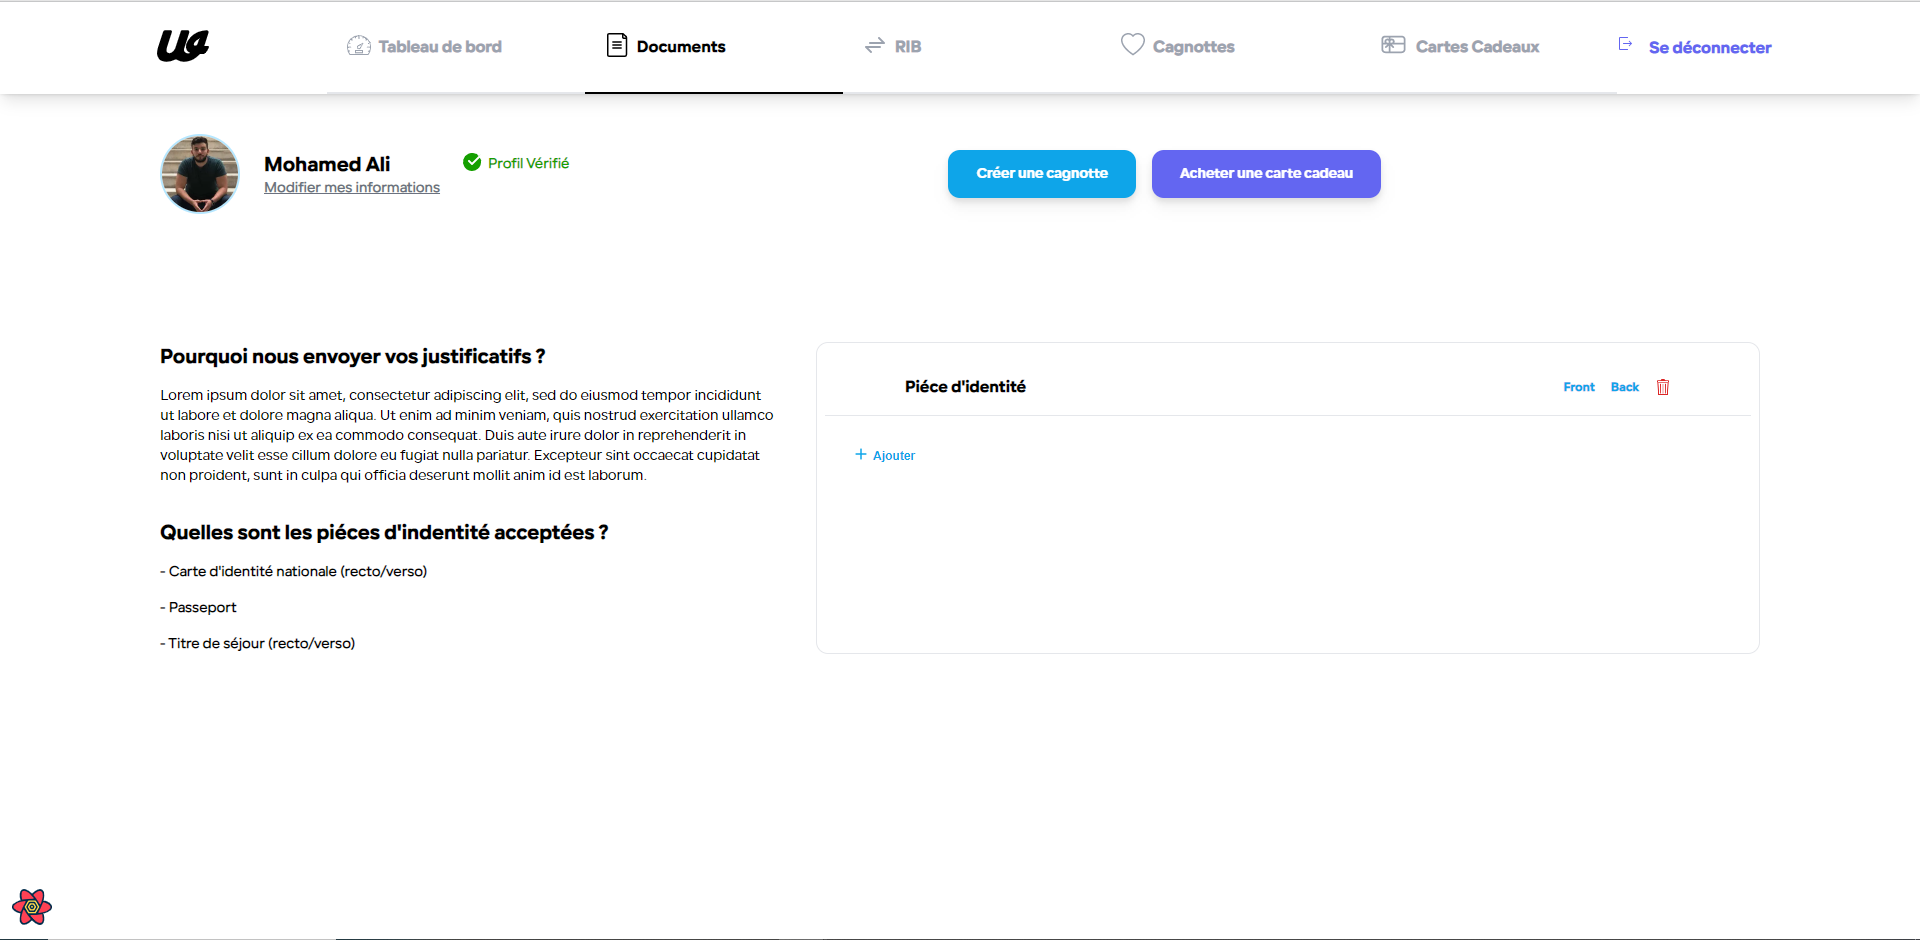 Tableau de bord
Documents
RIB
Cagnottes
Cartes Cadeaux
Se déconnecter
Mohamed Ali
Profil Vérifié
Modifier mes informations
Créer une cagnotte
Acheter une carte cadeau
Pourquoi nous envoyer vos justificatifs ?
Lorem ipsum dolor sit amet, consectetur adipiscing elit, sed do eiusmod tempor incididunt
ut labore et dolore magna aliqua. Ut enim ad minim veniam, quis nostrud exercitation ullamco
laboris nisi ut aliquip ex ea commodo consequat. Duis aute irure dolor in reprehenderit in
voluptate velit esse cillum dolore eu fugiat nulla pariatur. Excepteur sint occaecat cupidatat
non proident, sunt in culpa qui officia deserunt mollit anim id est laborum.
Quelles sont les piéces d'indentité acceptées ?
- Carte d'identité nationale (recto/verso)
- Passeport
- Titre de séjour (recto/verso)
Piéce d'identité
Front
Back
+ Ajouter